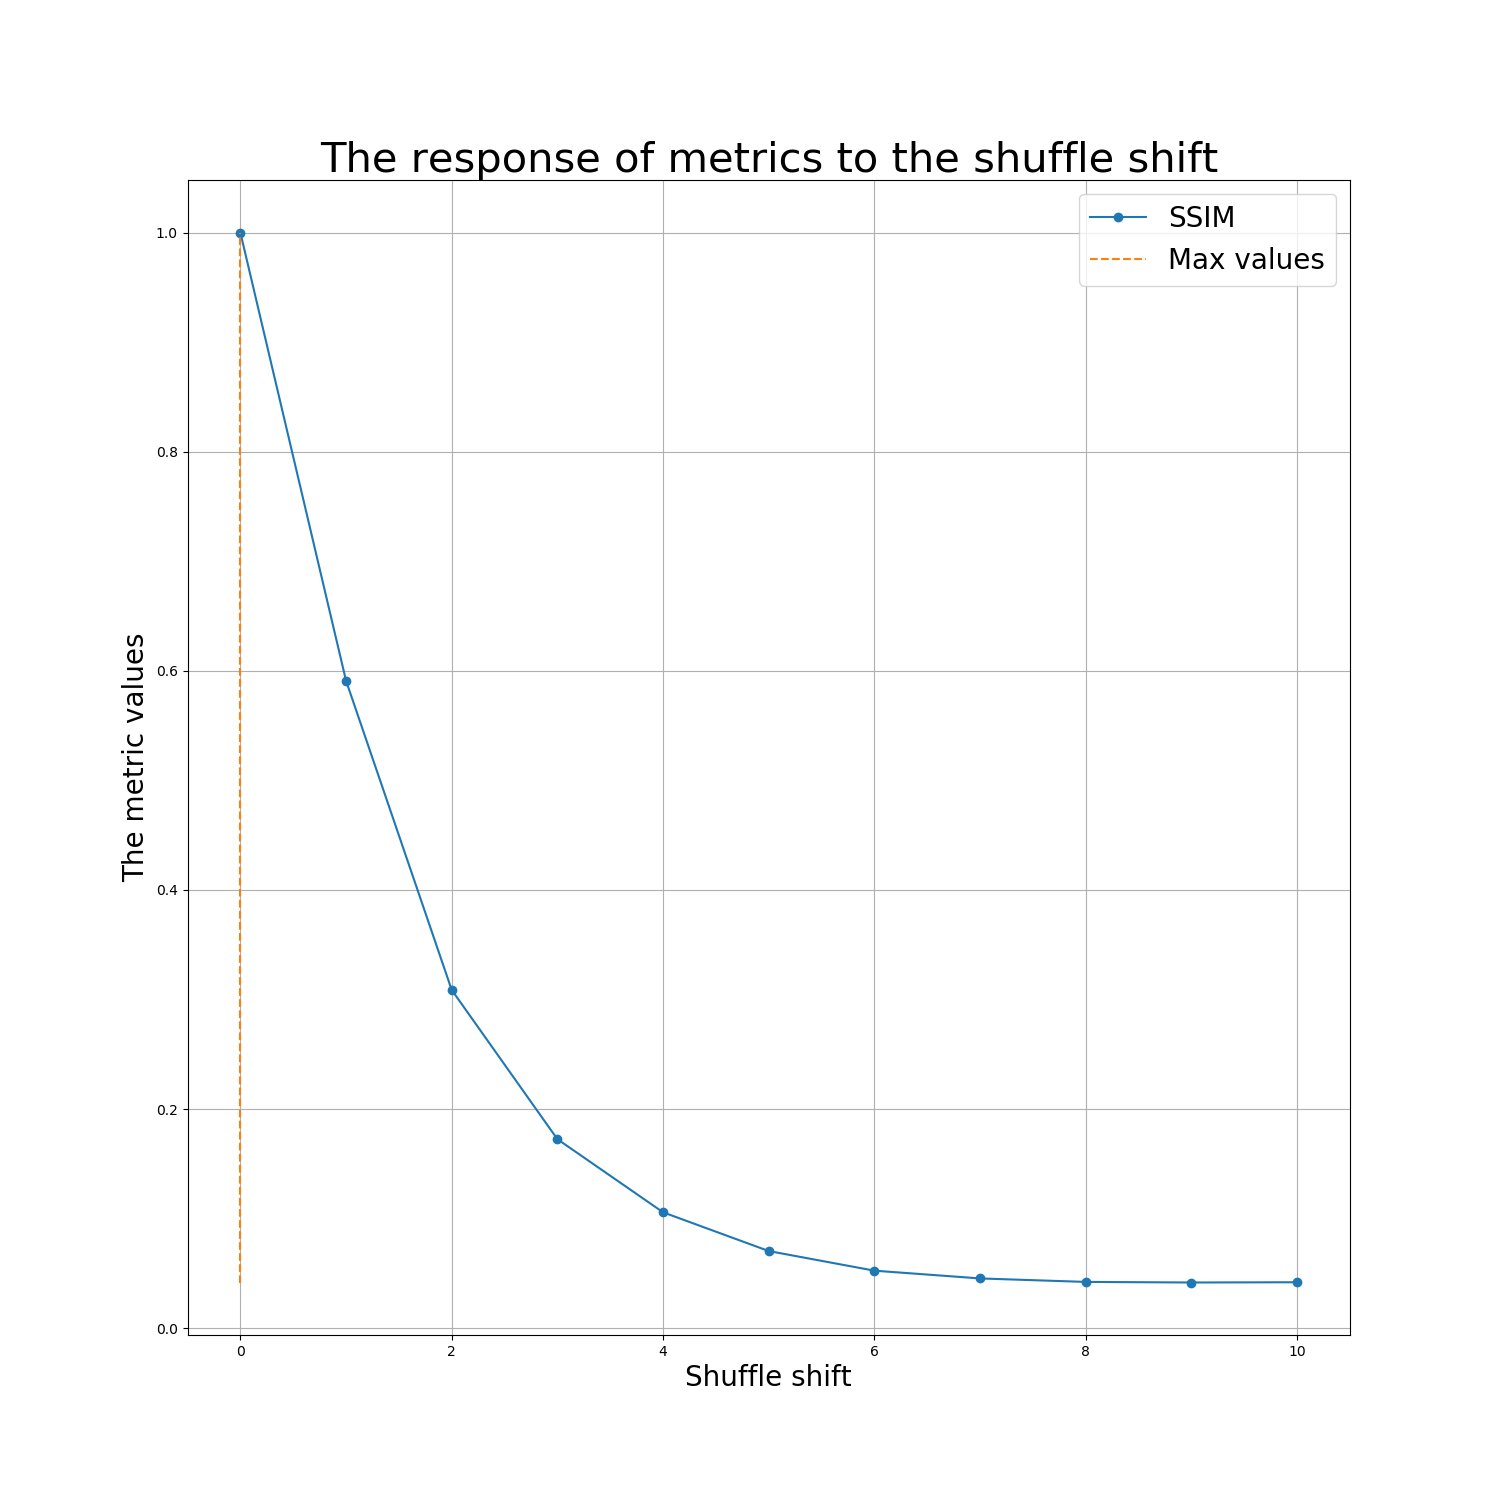 The response of metrics to the shuffle shift
SSIM
Max values
1.0
0.8
0.6
0.4
0.2
0.0
The metric values
0 2 4 6 8 10
Shuffle shift